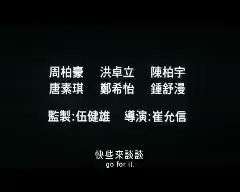 周柏豪 洪卓立 陳柏宇
唐素琪 鄭希怡 鍾舒漫
監製:伍健雄 導演:崔允信
快些來談談
go for it.